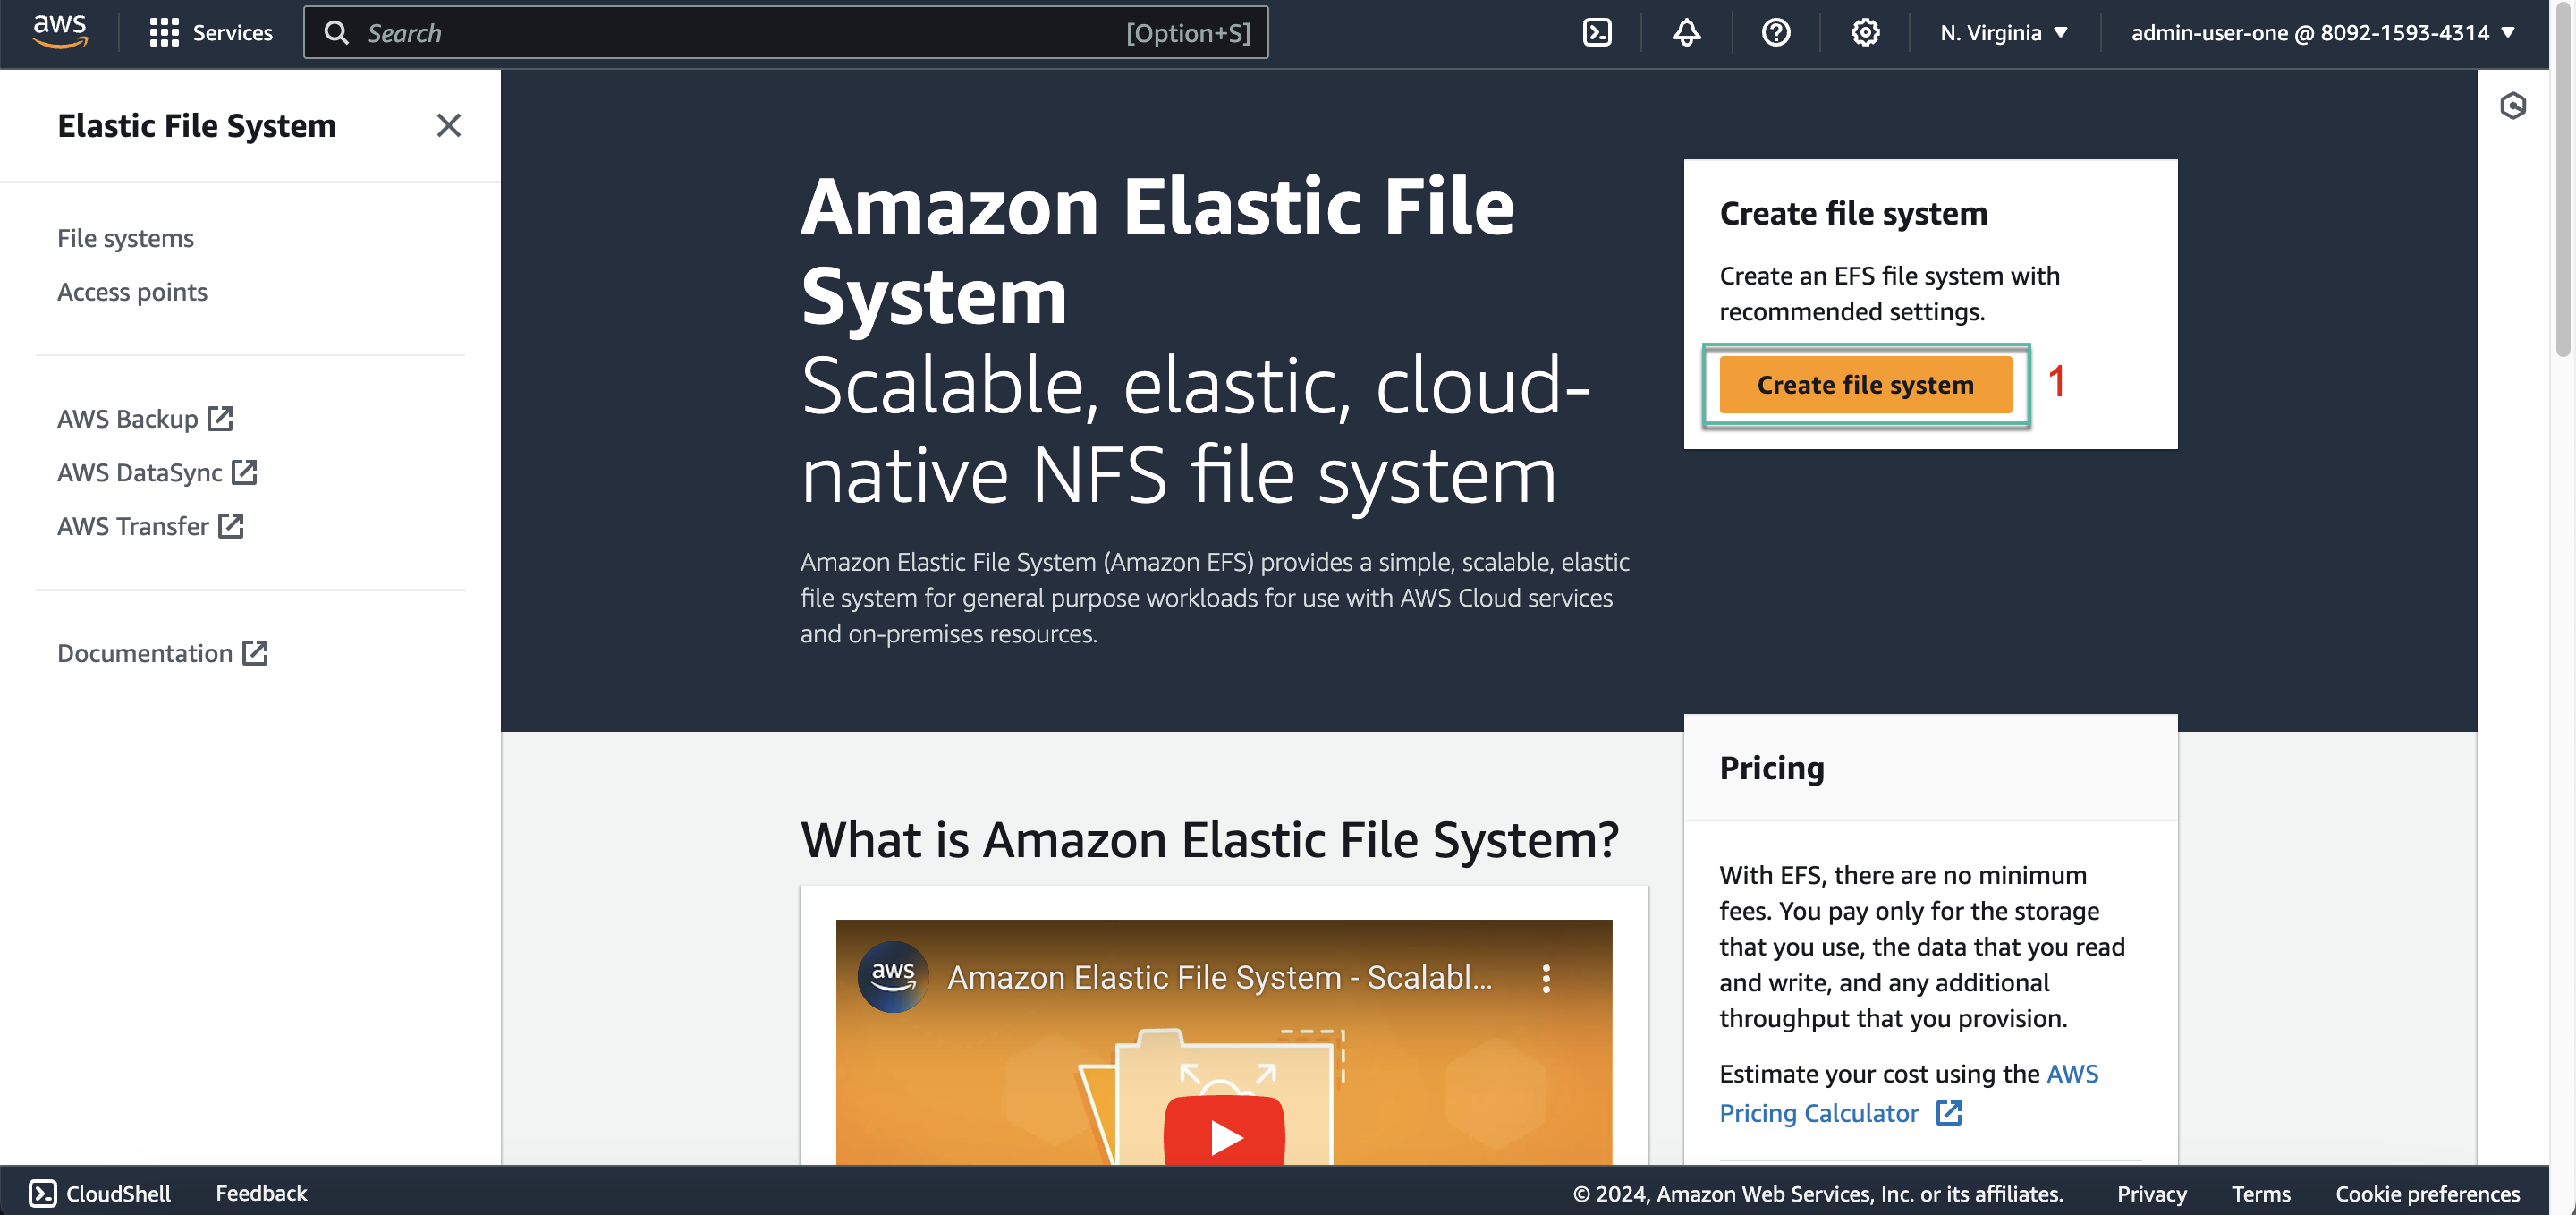 aws
Services
Search
[Option+S]
N. Virginia
admin-user-one @ 8092-1593-4314
Elastic File System
File systems
Access points
AWS Backup
AWS DataSync
AWS Transfer
Documentation
Amazon Elastic File
System
Scalable, elastic, cloud-
native NFS file system
Amazon Elastic File System (Amazon EFS) provides a simple, scalable, elastic
file system for general purpose workloads for use with AWS Cloud services
and on-premises resources.
Create file system
Create an EFS file system with
recommended settings.
Create file system
1
What is Amazon Elastic File System?
aws
Amazon Elastic File System - Scalabl...
Pricing
With EFS, there are no minimum
fees. You pay only for the storage
that you use, the data that you read
and write, and any additional
throughput that you provision.
Estimate your cost using the AWS
Pricing Calculator
CloudShell
Feedback
© 2024, Amazon Web Services, Inc. or its affiliates.
Privacy
Terms
Cookie preferences